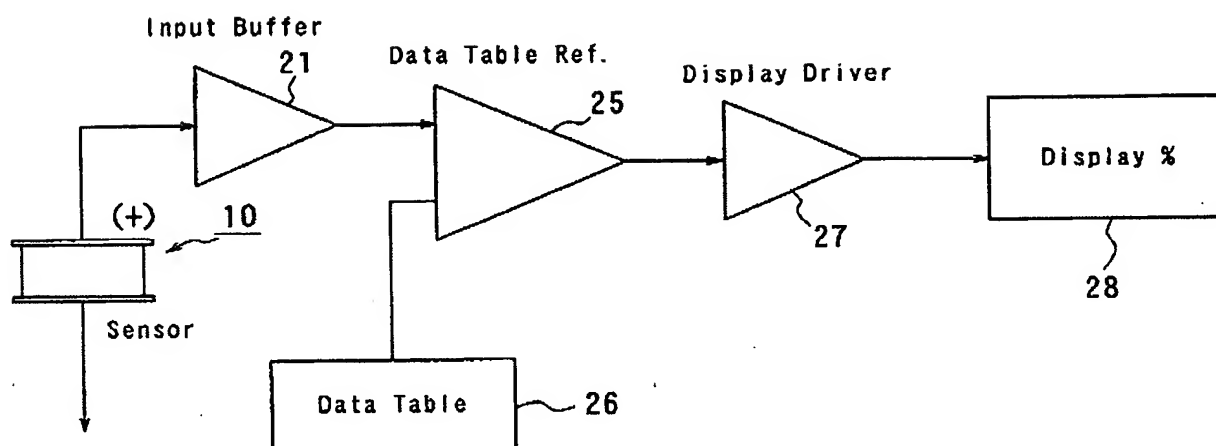 Input Buffer
21
Data Table Ref.
25
Display Driver
27
Display %
28
(+)
10
Sensor
Data Table
26